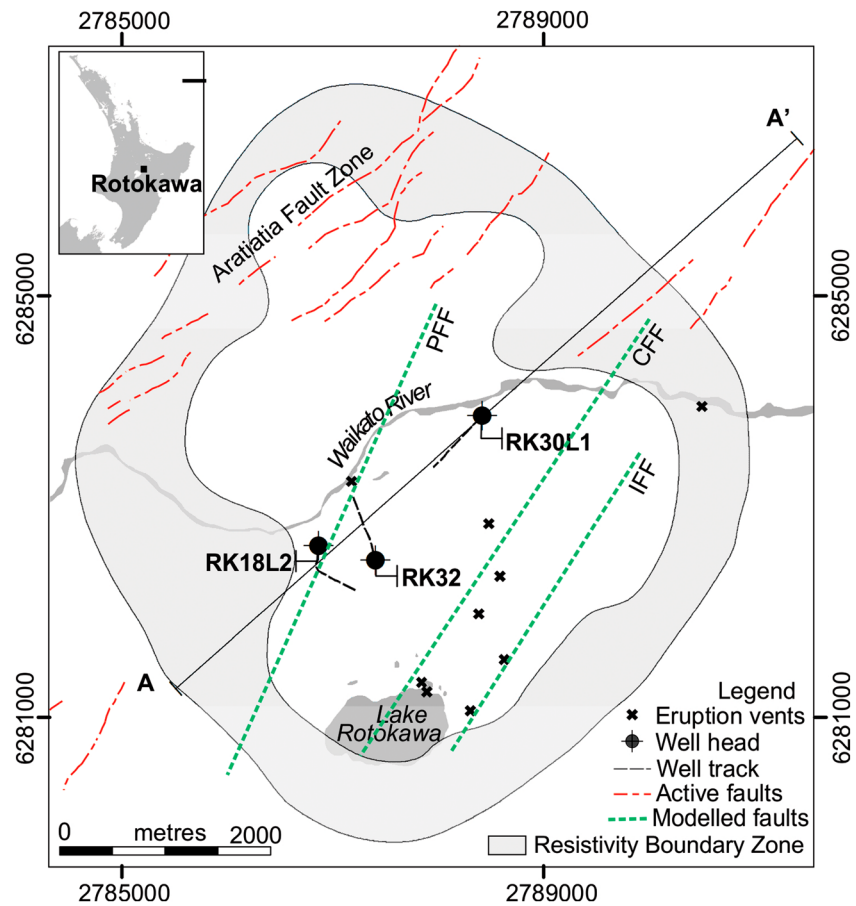 2785000
2789000
A’
Rotokawa
Aratiatia Fault Zone
6285000
6285000
PFF
CFF
Waikato River
RK30L1
IFF
RK18L2
RK32
A
Legend
Eruption vents
Lake
Rotokawa
6281000
6281000
Well head
Well track
Active faults
Modelled faults
0 metres 2000
Resistivity Boundary Zone
2785000
2789000